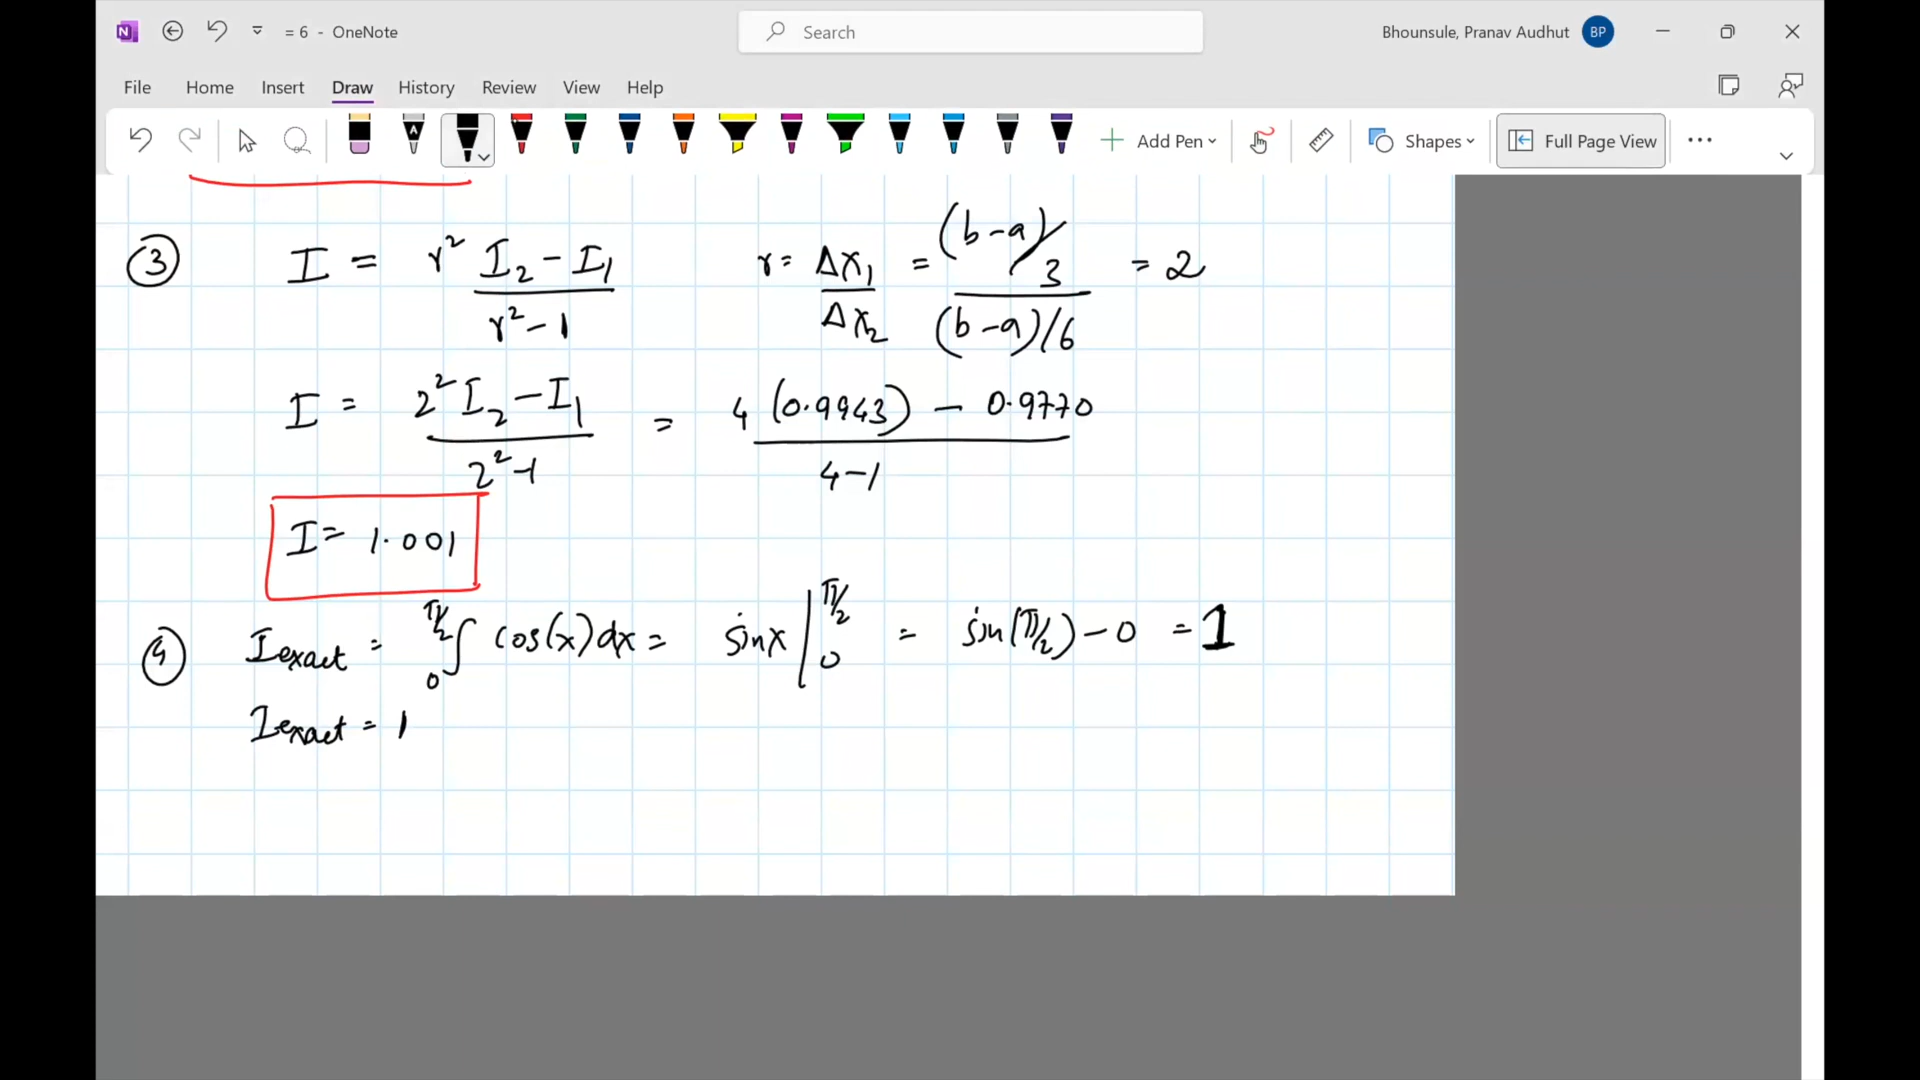 = 6 - OneNote
Search
Bhounsule, Pranav Audhut BP
File Home Insert Draw History Review View Help
A
Add Pen Shapes Full Page View
③ I = r² I₂ - I₁ / r² - 1 r = Δx₁ / Δx₂ = (b-a)/3 / (b-a)/6 = 2
I = 2² I₂ - I₁ / 2² - 1 = 4 (0.9943) - 0.9770 / 4-1
I = 1.001
④ Iexact = ∫₀^π/2 cos(x) dx = sinx |₀^π/2 = sin(π/2) - 0 = 1
Iexact = 1